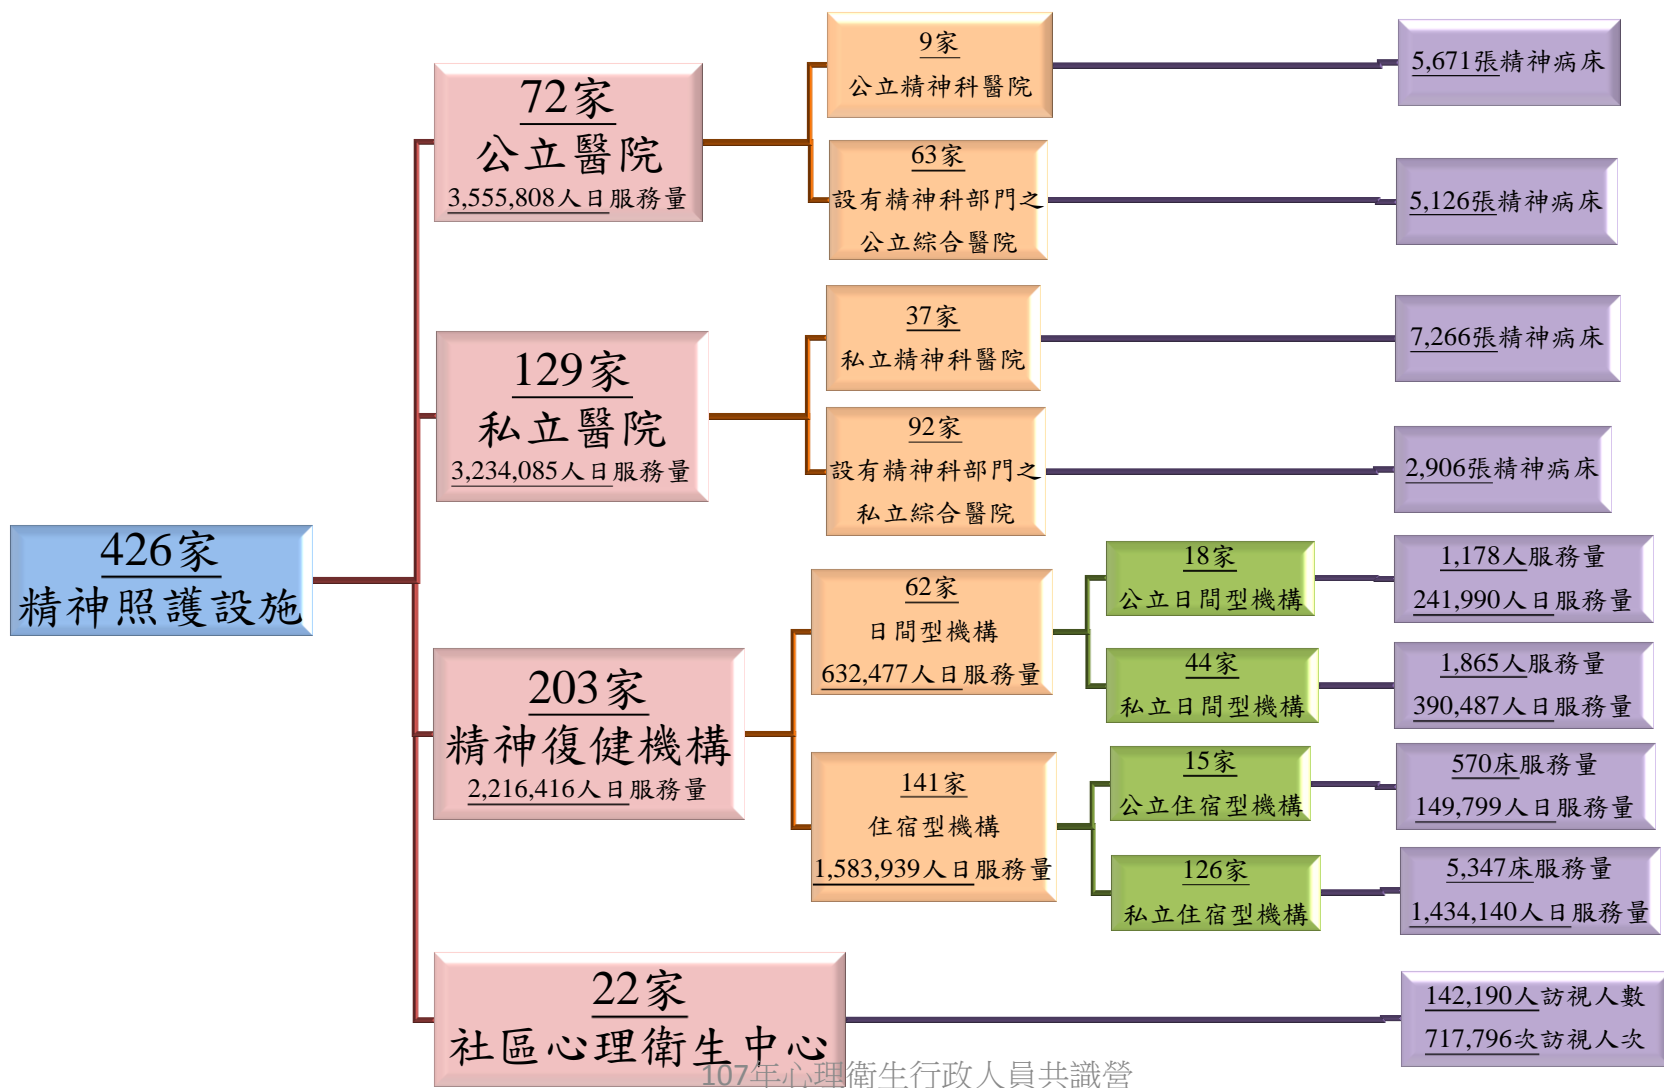 426家
精神照護設施
72家
公立醫院
3,555,808人日服務量
9家
公立精神科醫院
5,671張精神病床
63家
設有精神科部門之
公立綜合醫院
5,126張精神病床
129家
私立醫院
3,234,085人日服務量
37家
私立精神科醫院
7,266張精神病床
92家
設有精神科部門之
私立綜合醫院
2,906張精神病床
203家
精神復健機構
2,216,416人日服務量
62家
日間型機構
632,477人日服務量
18家
公立日間型機構
1,178人服務量
241,990人日服務量
44家
私立日間型機構
1,865人服務量
390,487人日服務量
141家
住宿型機構
1,583,939人日服務量
15家
公立住宿型機構
570床服務量
149,799人日服務量
126家
私立住宿型機構
5,347床服務量
1,434,140人日服務量
22家
社區心理衛生中心
142,190人訪視人數
717,796次訪視人次
107年心理衛生行政人員共識營